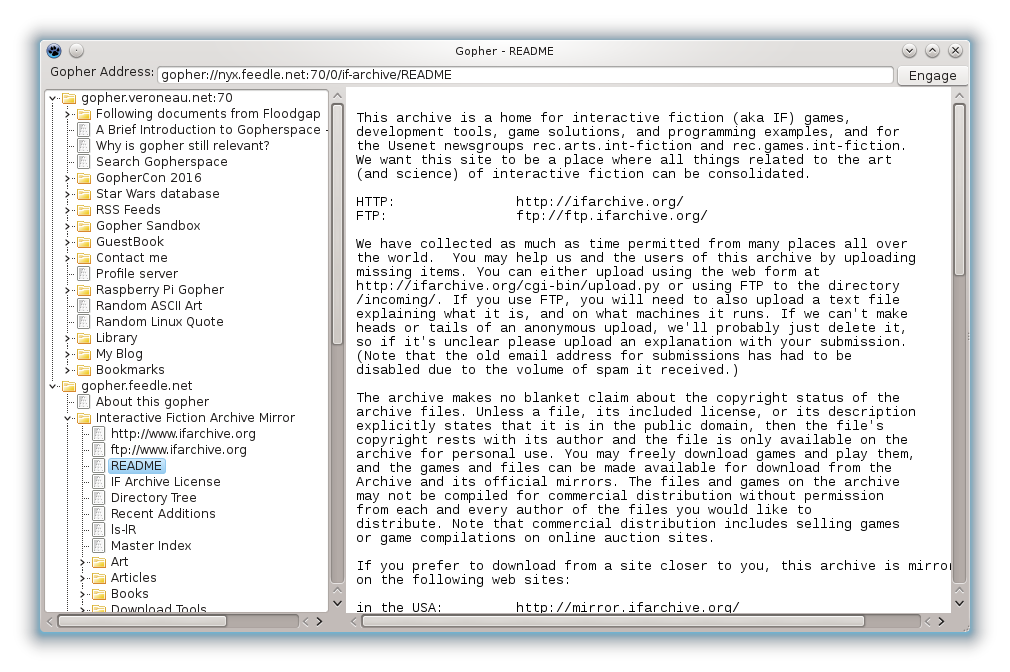 Gopher - README
Gopher Address: gopher://nyx.feedle.net:70/0/if-archive/README Engage
gopher.veroneau.net:70
Following documents from Floodgap
A Brief Introduction to Gopherspace -
Why is gopher still relevant?
Search Gopherspace
GopherCon 2016
Star Wars database
RSS Feeds
Gopher Sandbox
GuestBook
Contact me
Profile server
Raspberry Pi Gopher
Random ASCII Art
Random Linux Quote
Library
My Blog
Bookmarks
gopher.feedle.net
About this gopher
Interactive Fiction Archive Mirror
http://www.ifarchive.org
ftp://www.ifarchive.org
README
IF Archive License
Directory Tree
Recent Additions
ls-lR
Master Index
Art
Articles
Books
Download Tools
This archive is a home for interactive fiction (aka IF) games,
development tools, game solutions, and programming examples, and for
the Usenet newsgroups rec.arts.int-fiction and rec.games.int-fiction.
We want this site to be a place where all things related to the art
(and science) of interactive fiction can be consolidated.
HTTP: http://ifarchive.org/
FTP: ftp://ftp.ifarchive.org/
We have collected as much as time permitted from many places all over
the world.  You may help us and the users of this archive by uploading
missing items. You can either upload using the web form at
http://ifarchive.org/cgi-bin/upload.py or using FTP to the directory
/incoming/. If you use FTP, you will need to also upload a text file
explaining what it is, and on what machines it runs. If we can't make
heads or tails of an anonymous upload, we'll probably just delete it,
so if it's unclear please upload an explanation with your submission.
(Note that the old email address for submissions has had to be
disabled due to the volume of spam it received.)
The archive makes no blanket claim about the copyright status of the
archive files. Unless a file, its included license, or its description
explicitly states that it is in the public domain, then the file's
copyright rests with its author and the file is only available on the
archive for personal use. You may freely download games and play them,
and the games and files can be made available for download from the
Archive and its official mirrors. The files and games on the archive
may not be compiled for commercial distribution without permission
from each and every author of the files you would like to
distribute. Note that commercial distribution includes selling games
or game compilations on online auction sites.
If you prefer to download from a site closer to you, this archive is mirror
on the following web sites:
in the USA: http://mirror.ifarchive.org/